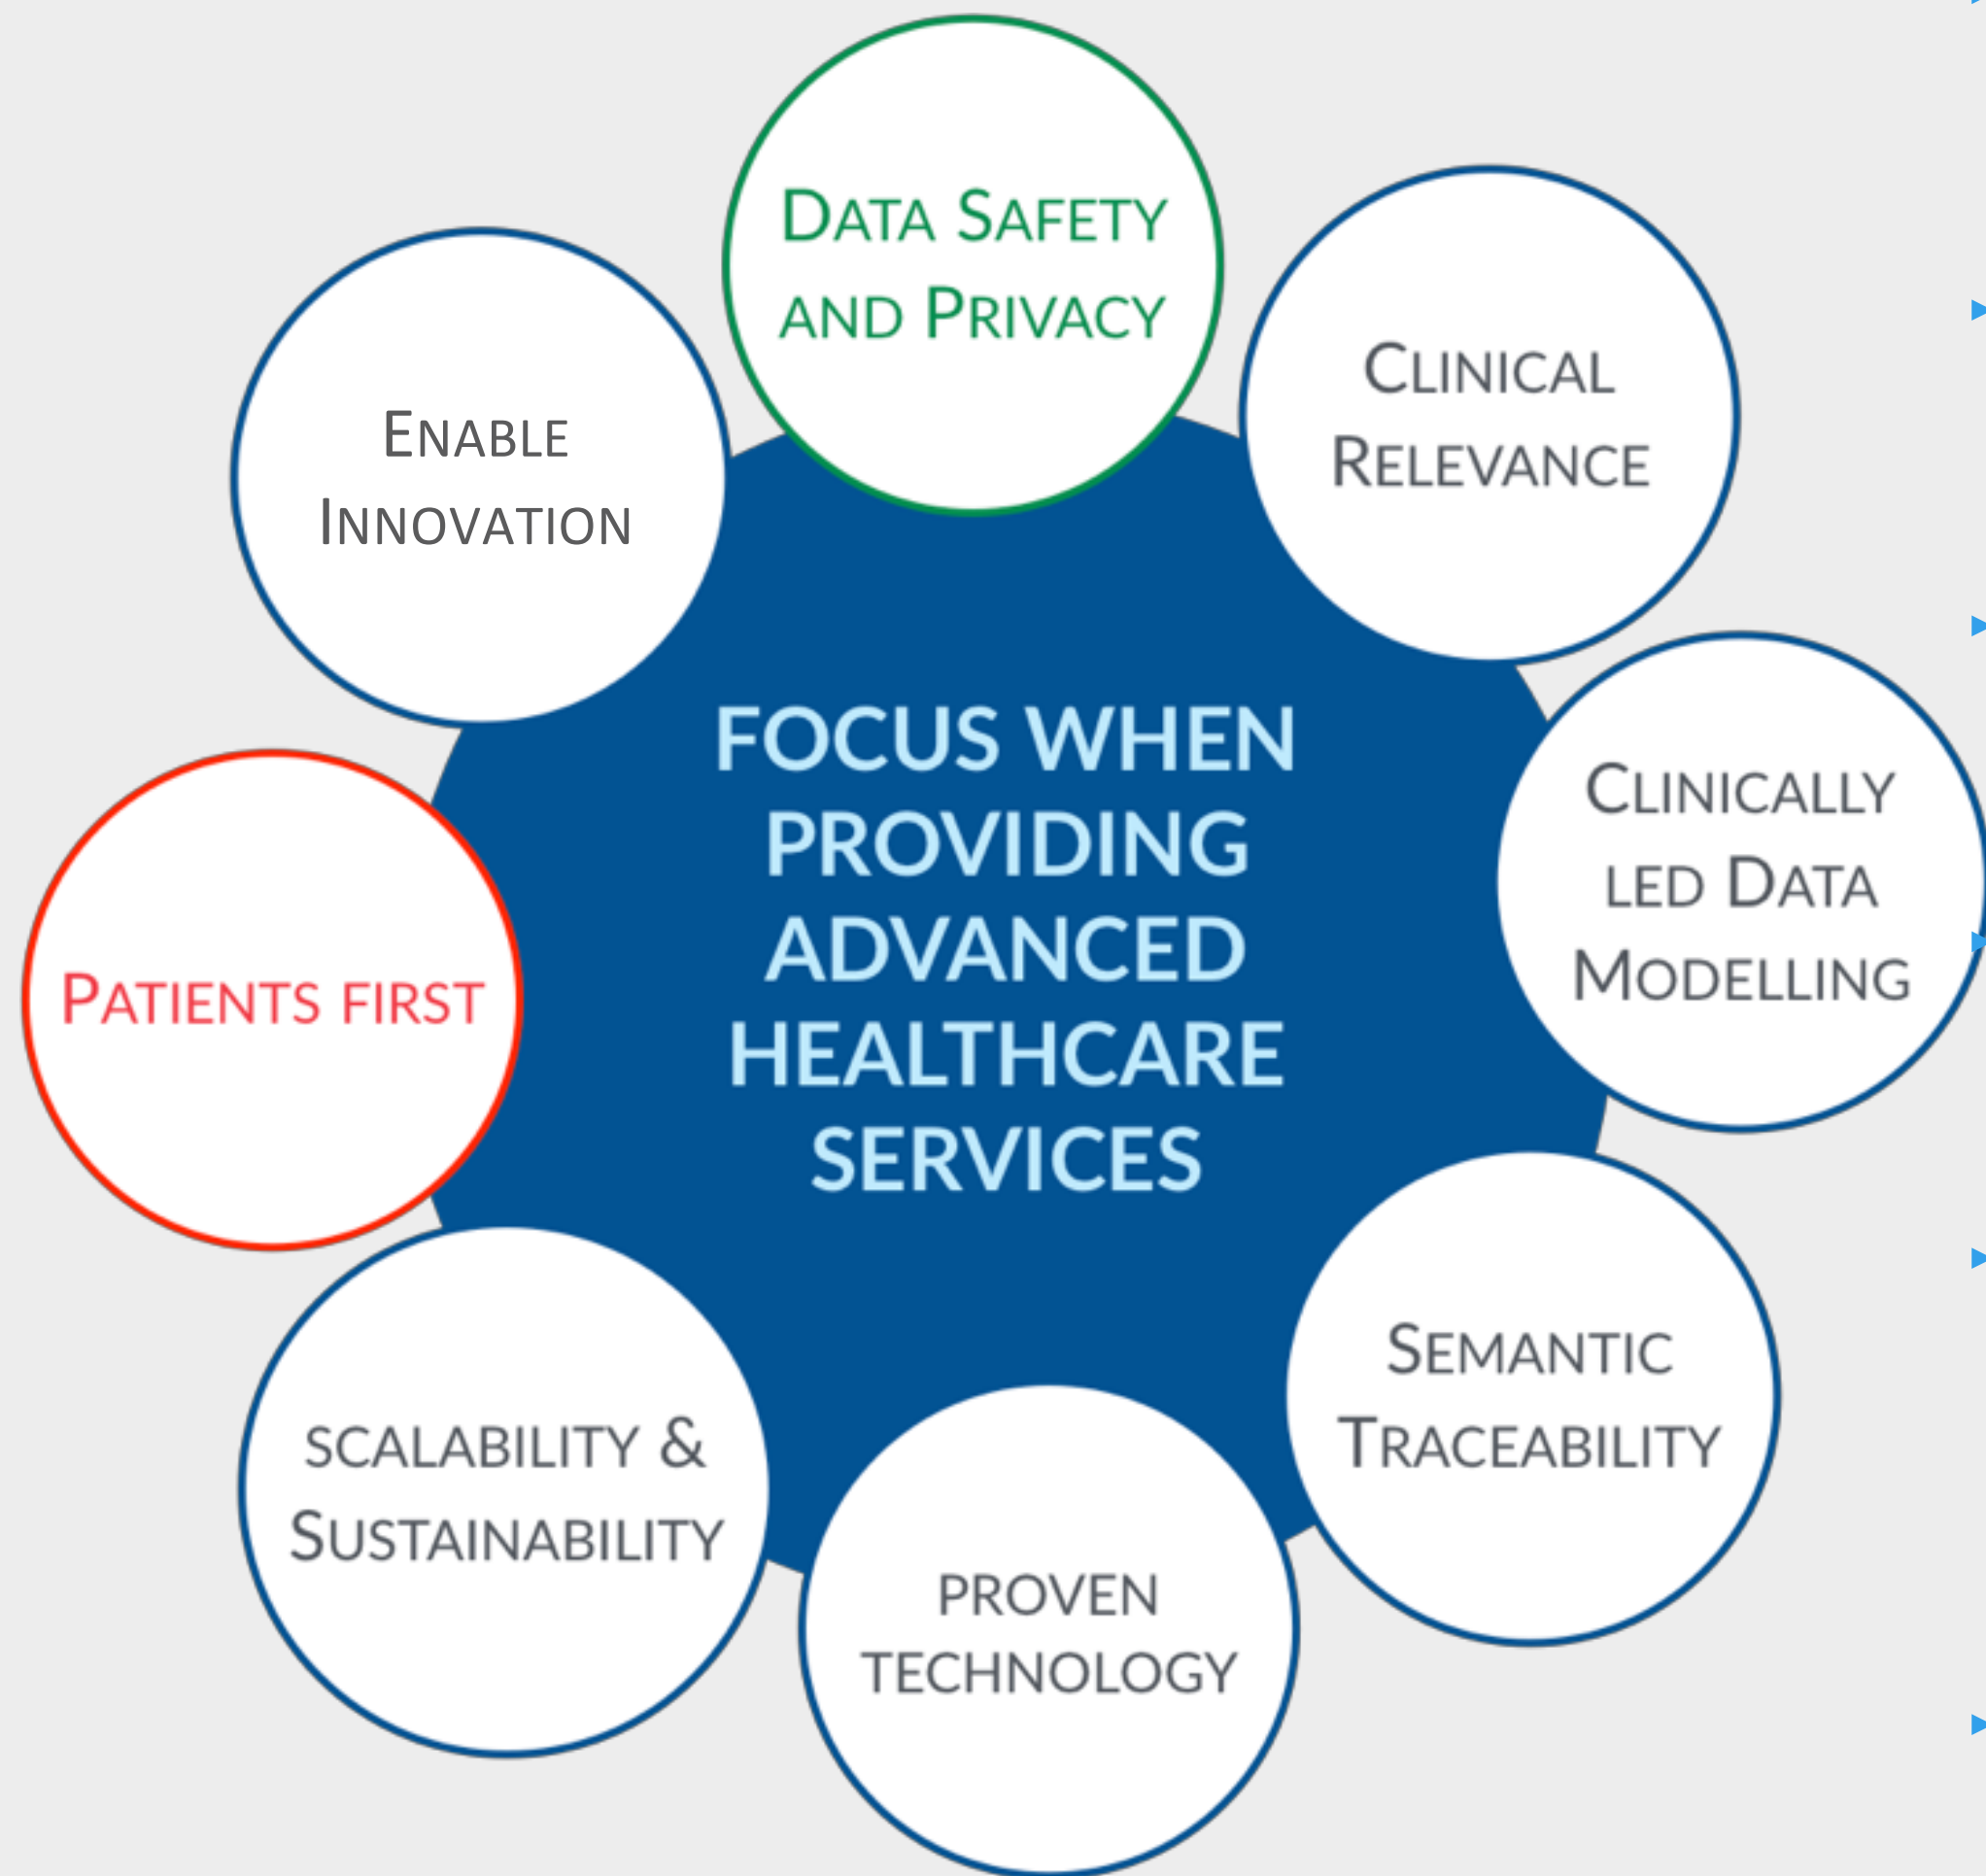 Data Safety
and Privacy
Clinical
Relevance
Clinically
led Data
Modelling
Semantic
Traceability
proven
technology
scalability &
Sustainability
Patients first
Enable
Innovation
FOCUS WHEN
PROVIDING
ADVANCED
HEALTHCARE
SERVICES